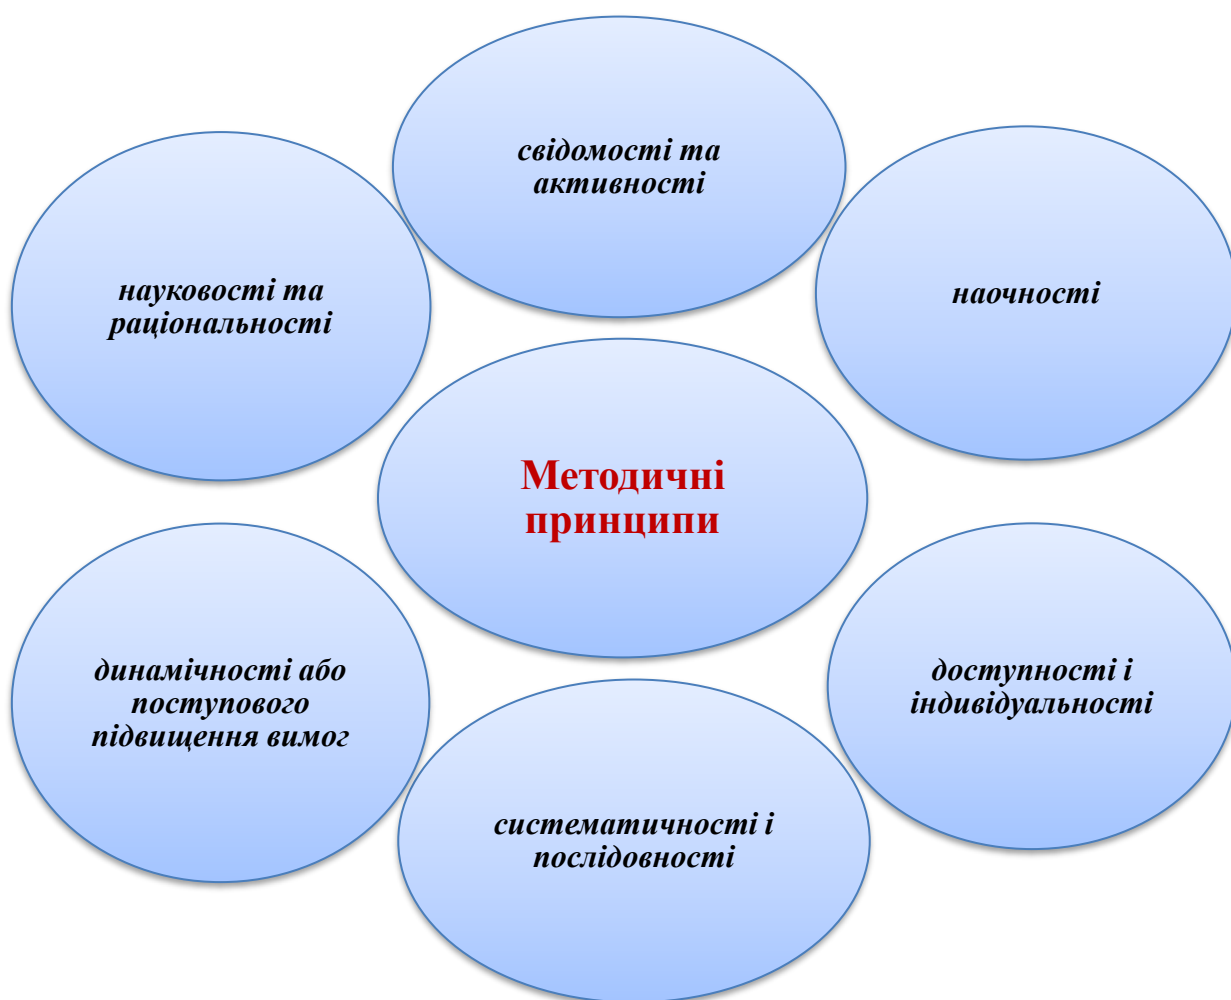 свідомості та
активності
наочності
науковості та
раціональності
Методичні
принципи
доступності і
індивідуальності
динамічності або
поступового
підвищення вимог
систематичності і
послідовності